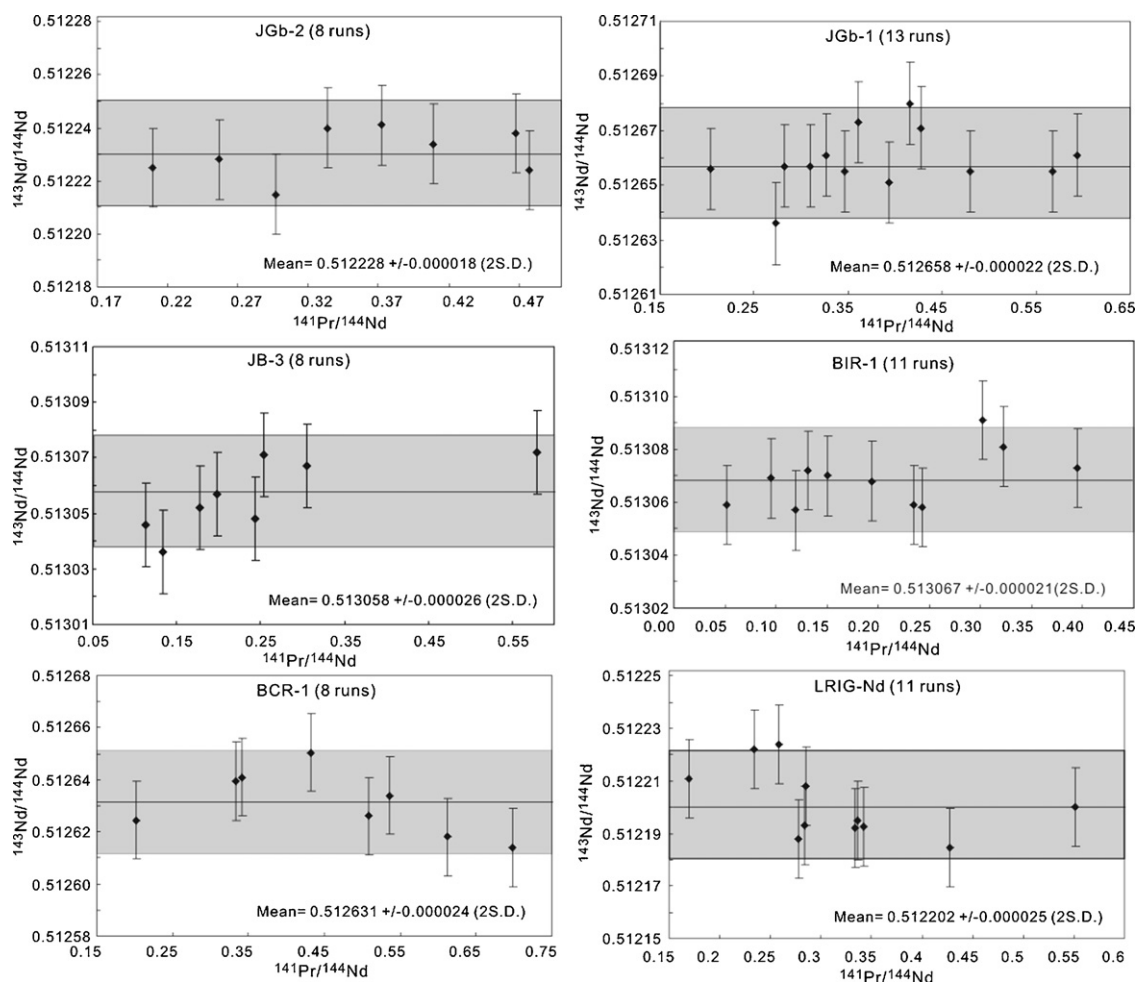 JGb-2 (8 runs)
0.51228
0.51226
0.51224
0.51222
0.51220
0.51218
143Nd/144Nd
Mean= 0.512228 +/-0.000018 (2S.D.)
0.17 0.22 0.27 0.32 0.37 0.42 0.47
141Pr/144Nd
JGb-1 (13 runs)
0.51271
0.51269
0.51267
0.51265
0.51263
0.51261
143Nd/144Nd
Mean= 0.512658 +/-0.000022 (2S.D.)
0.15 0.25 0.35 0.45 0.55 0.65
141Pr/144Nd
JB-3 (8 runs)
0.51311
0.51309
0.51307
0.51305
0.51303
0.51301
143Nd/144Nd
Mean= 0.513058 +/-0.000026 (2S.D.)
0.05 0.15 0.25 0.35 0.45 0.55
141Pr/144Nd
BIR-1 (11 runs)
0.51312
0.51310
0.51308
0.51306
0.51304
0.51302
143Nd/144Nd
Mean= 0.513067 +/-0.000021(2S.D.)
0.00 0.05 0.10 0.15 0.20 0.25 0.30 0.35 0.40 0.45
141Pr/144Nd
BCR-1 (8 runs)
0.51268
0.51266
0.51264
0.51262
0.51260
0.51258
143Nd/144Nd
Mean= 0.512631 +/-0.000024 (2S.D.)
0.15 0.25 0.35 0.45 0.55 0.65 0.75
141Pr/144Nd
LRIG-Nd (11 runs)
0.51225
0.51223
0.51221
0.51219
0.51217
0.51215
143Nd/144Nd
Mean= 0.512202 +/-0.000025 (2S.D.)
0.15 0.2 0.25 0.3 0.35 0.4 0.45 0.5 0.55 0.6
141Pr/144Nd